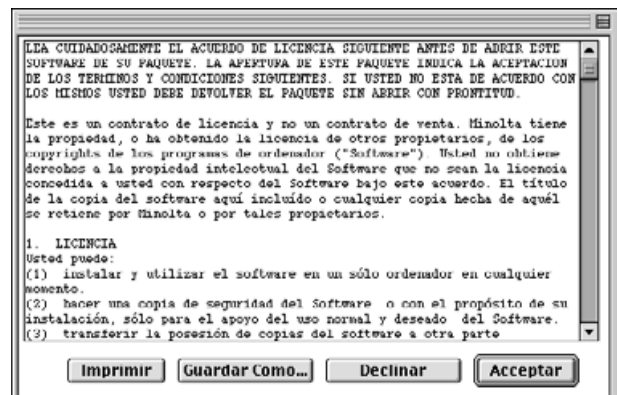 LEA CUIDADOSAMENTE EL ACUERDO DE LICENCIA SIGUIENTE ANTES DE ABRIR ESTE
SOFTWARE DE SU PAQUETE. LA APERTURA DE ESTE PAQUETE INDICA LA ACEPTACION
DE LOS TERMINOS Y CONDICIONES SIGUIENTES. SI USTED NO ESTA DE ACUERDO CON
LOS MISMOS USTED DEBE DEVOLVER EL PAQUETE SIN ABRIR CON PRONTITUD.
Este es un contrato de licencia y no un contrato de venta. Minolta tiene
la propiedad, o ha obtenido la licencia de otros propietarios, de los
copyrights de los programas de ordenador ("Software"). Usted no obtiene
derechos a la propiedad intelectual del Software que no sean la licencia
concedida a usted con respecto del Software bajo este acuerdo. El título
de la copia del software aquí incluído o cualquier copia hecha de aquél
se retiene por Minolta o por tales propietarios.
1. LICENCIA
Usted puede:
(1) instalar y utilizar el software en un sólo ordenador en cualquier
momento.
(2) hacer una copia de seguridad del Software o con el propósito de su
instalación, sólo para el apoyo del uso normal y deseado del Software.
(3) transferir la posesión de copias del software a otra parte
Imprimir Guardar Como... Declinar Acceptar